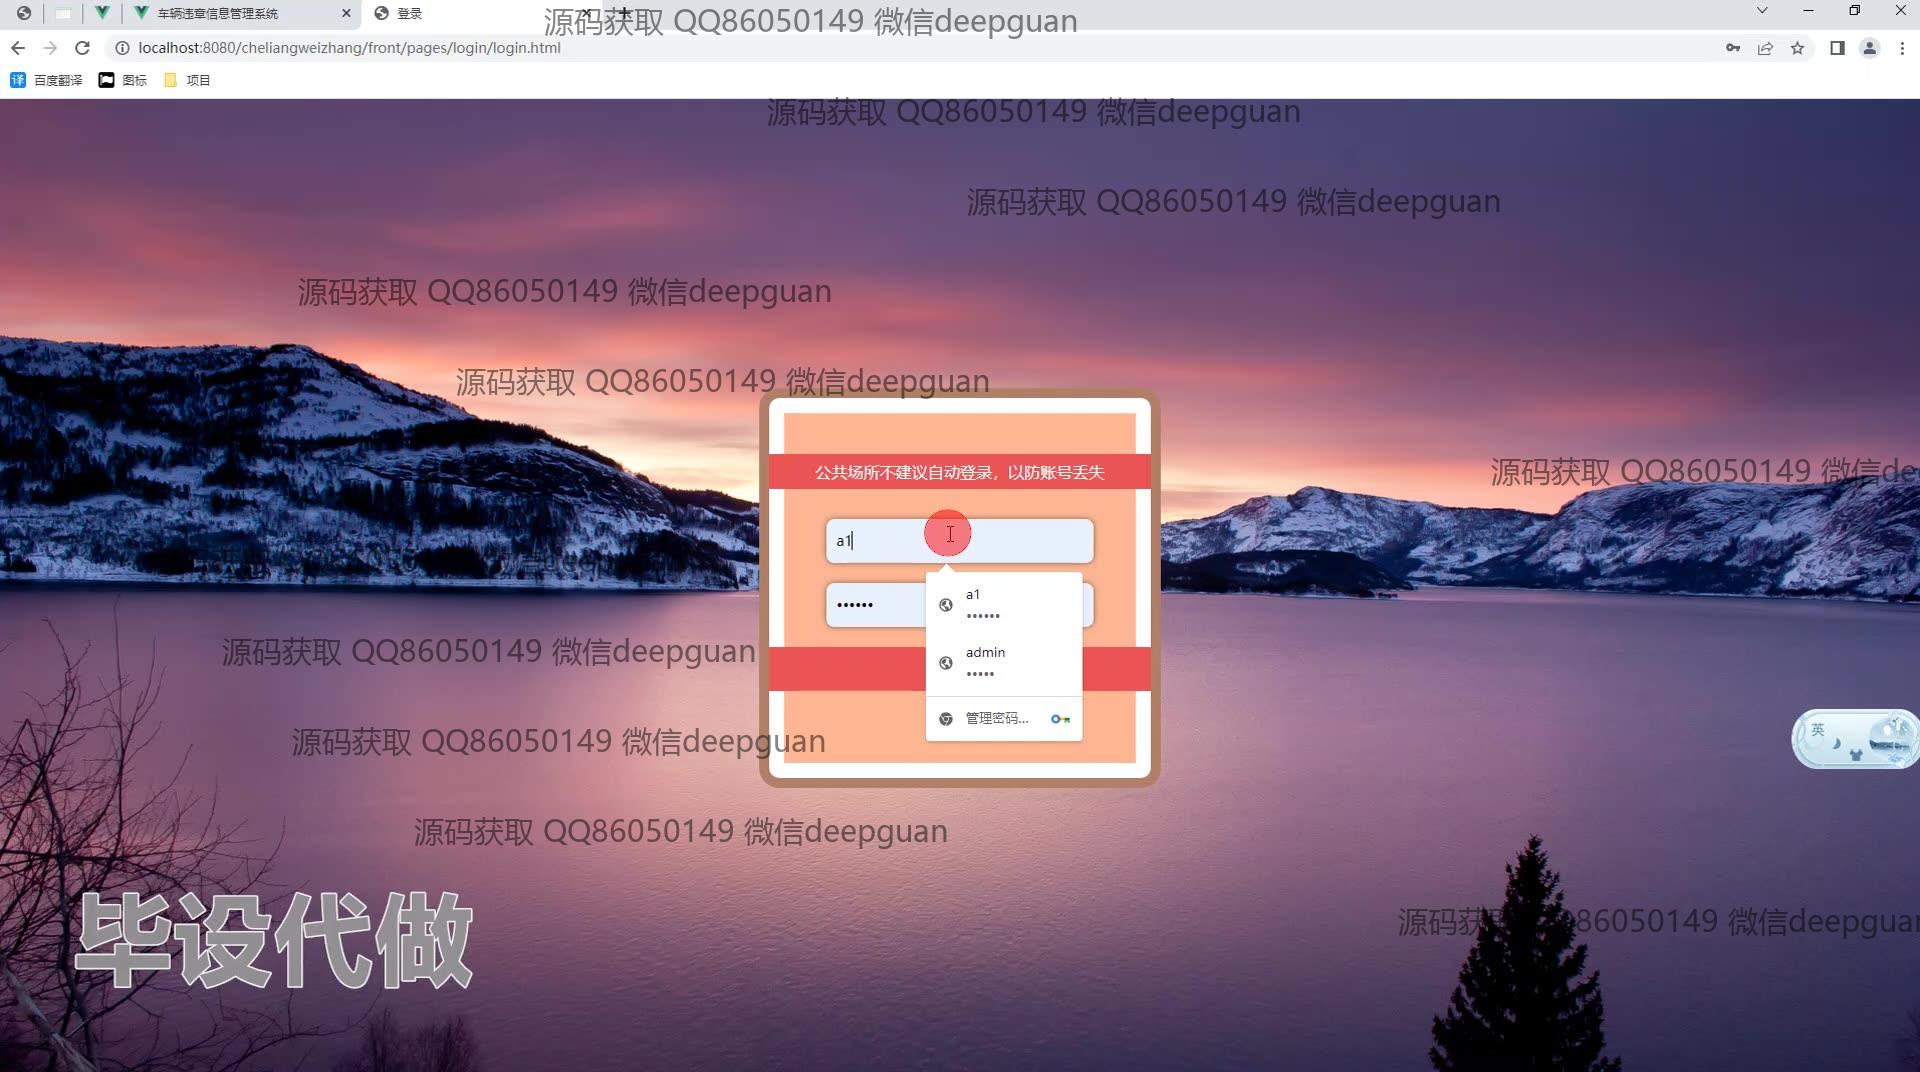 车辆违章信息管理系统
登录
源码获取 QQ86050149 微信deepguan
localhost:8080/cheliangweizhang/front/pages/login/login.html
百度翻译
图标
项目
源码获取 QQ86050149 微信deepguan
源码获取 QQ86050149 微信deepguan
源码获取 QQ86050149 微信deepguan
源码获取 QQ86050149 微信deepguan
公共场所不建议自动登录，以防账号丢失
源码获取 QQ86050149 微信de
a1
a1
admin
管理密码...
源码获取 QQ86050149 微信deepguan
英
源码获取 QQ86050149 微信deepguan
源码获取 QQ86050149 微信deepguan
毕设代做
86050149 微信deepguan